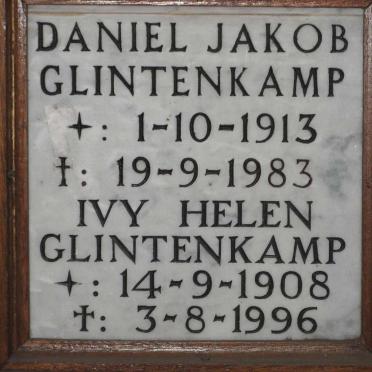 DANIEL JAKOB
GLINTENKAMP
✦: 1-10-1913
†: 19-9-1983
IVY HELEN
GLINTENKAMP
✦: 14-9-1908
†: 3-8-1996